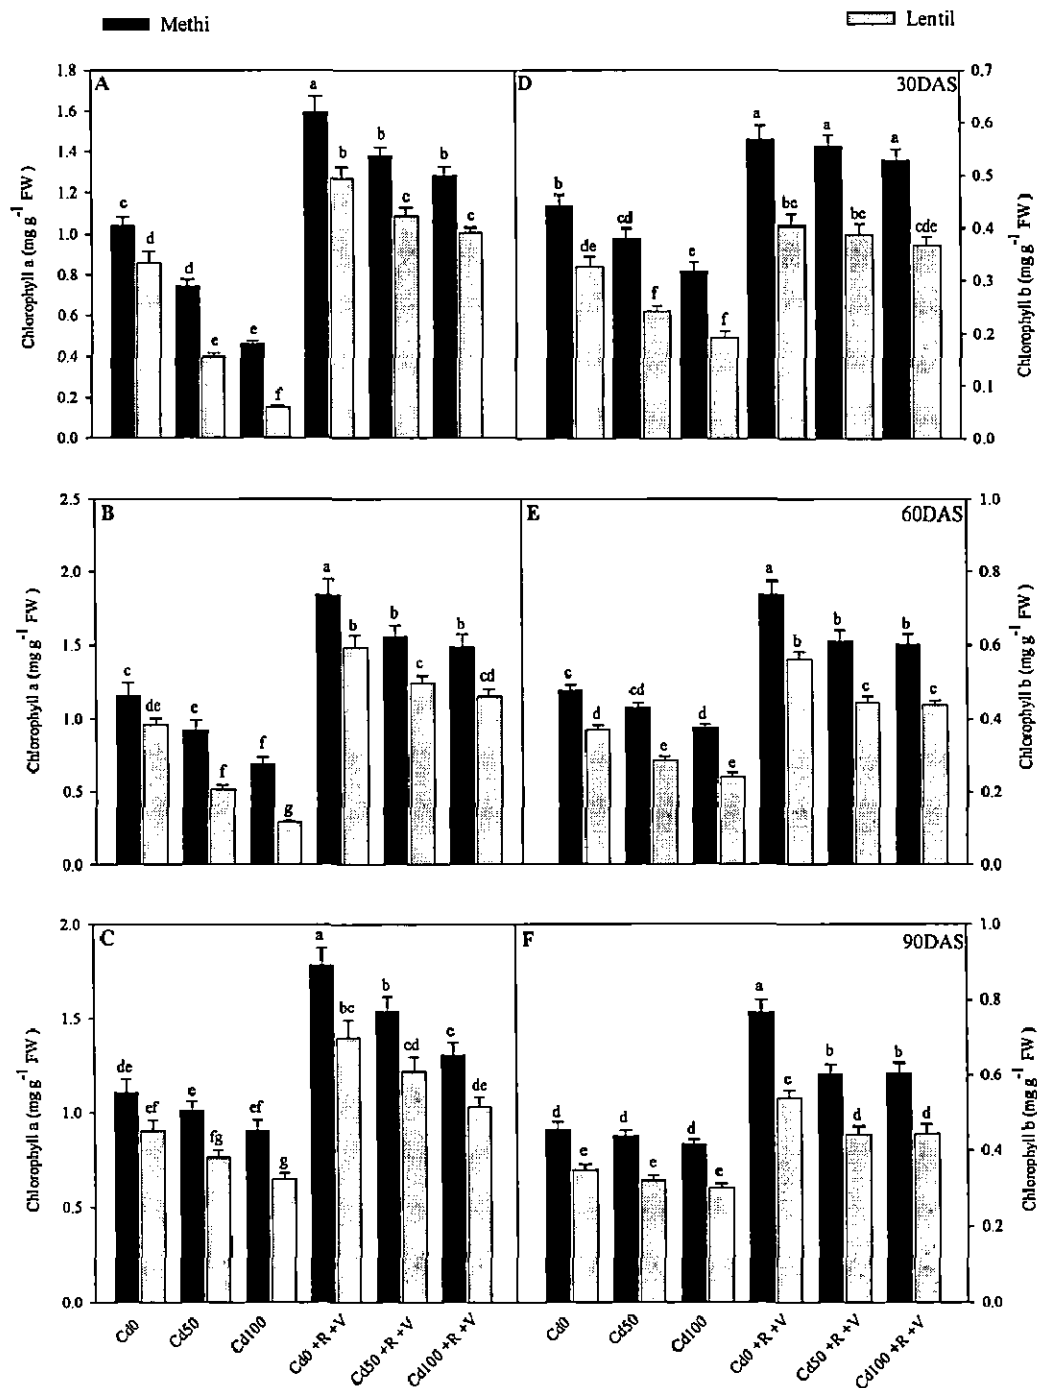 Methi
Lentil
A
D
30DAS
1.8
1.6
1.4
1.2
1.0
0.8
0.6
0.4
0.2
0.0
Chlorophyll a (mg g⁻¹ FW)
c
d
d
e
e
f
a
b
b
c
b
c
b
de
cd
f
e
f
a
bc
a
bc
a
cde
0.7
0.6
0.5
0.4
0.3
0.2
0.1
0.0
Chlorophyll b (mg g⁻¹ FW)
B
E
60DAS
2.5
2.0
1.5
1.0
0.5
0.0
Chlorophyll a (mg g⁻¹ FW)
c
de
e
f
f
g
a
b
b
c
b
cd
c
d
cd
e
d
e
a
b
b
c
b
c
1.0
0.8
0.6
0.4
0.2
0.0
Chlorophyll b (mg g⁻¹ FW)
C
F
90DAS
2.0
1.5
1.0
0.5
0.0
Chlorophyll a (mg g⁻¹ FW)
de
ef
e
fg
ef
g
a
bc
b
cd
c
de
d
e
d
e
d
e
a
c
b
d
b
d
1.0
0.8
0.6
0.4
0.2
0.0
Chlorophyll b (mg g⁻¹ FW)
Cd0
Cd50
Cd100
Cd0 +R +V
Cd50 +R +V
Cd100 +R +V
Cd0
Cd50
Cd100
Cd0 +R +V
Cd50 +R +V
Cd100 +R +V